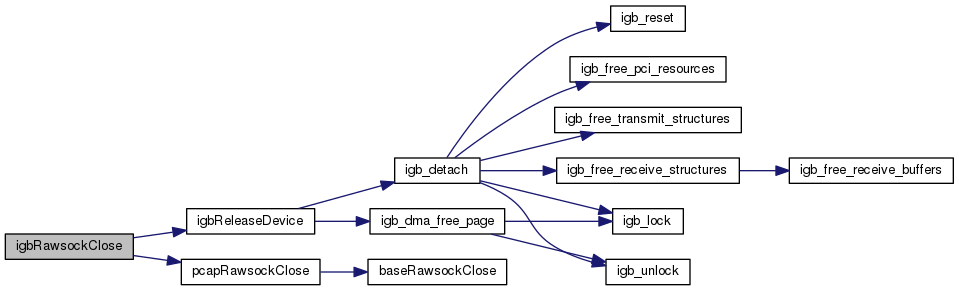 igb_reset
igb_free_pci_resources
igb_free_transmit_structures
igb_detach
igb_free_receive_structures
igb_free_receive_buffers
igbReleaseDevice
igb_dma_free_page
igb_lock
igbRawsockClose
pcapRawsockClose
baseRawsockClose
igb_unlock